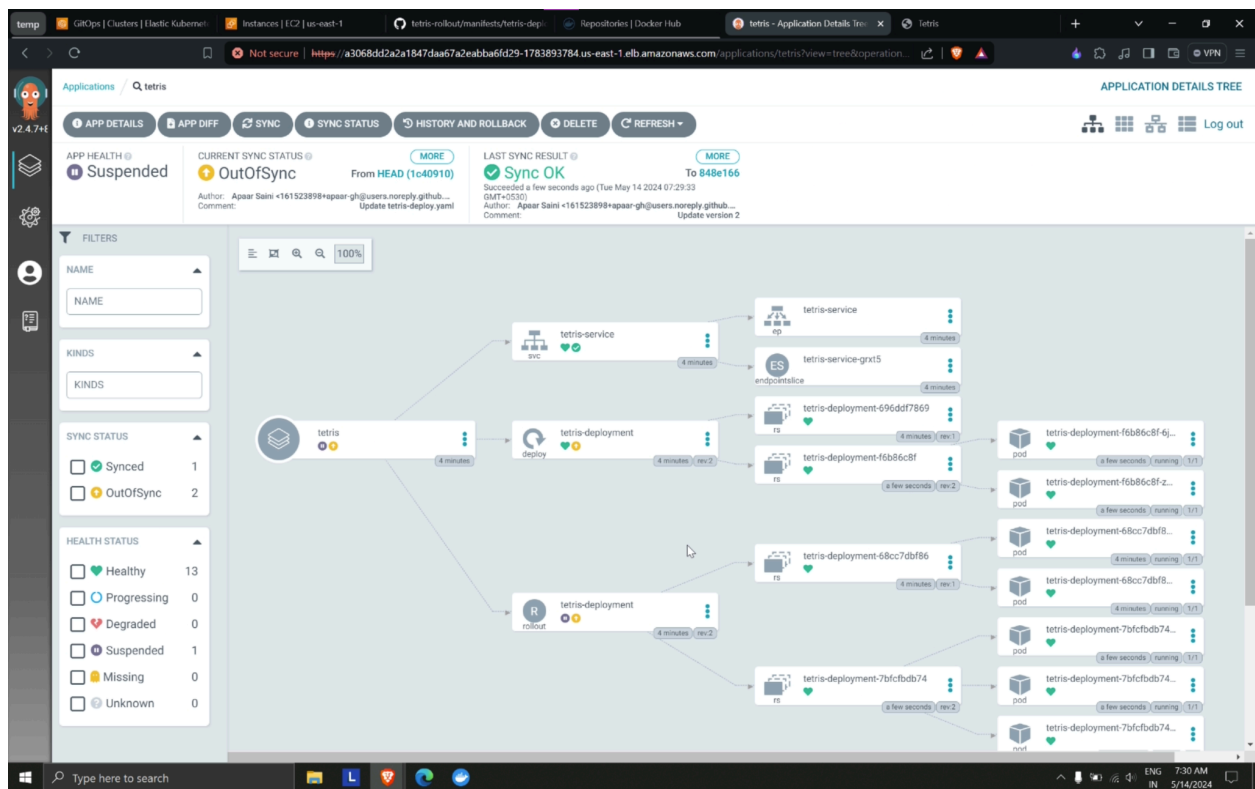 temp
GitOps | Clusters | Elastic Kubernet
Instances | EC2 | us-east-1
tetris-rollout/manifests/tetris-depl
Repositories | Docker Hub
tetris - Application Details Tree
Tetris
Not secure
https://a3068dd2a2a1847daa67a2eabba6fd29-1783893784.us-east-1.elb.amazonaws.com/applications/tetris?view=tree&operation...
VPN
v2.4.7+8
Applications / tetris
APPLICATION DETAILS TREE
APP DETAILS
APP DIFF
SYNC
SYNC STATUS
HISTORY AND ROLLBACK
DELETE
REFRESH
Log out
APP HEALTH
Suspended
CURRENT SYNC STATUS
MORE
OutOfSync
From HEAD (1c40910)
Author: Apaar Saini <161523898+apaar-gh@users.noreply.github....
Comment: Update tetris-deploy.yaml
LAST SYNC RESULT
MORE
Sync OK
To 848e166
Succeeded a few seconds ago (Tue May 14 2024 07:29:33
GMT+0530)
Author: Apaar Saini <161523898+apaar-gh@users.noreply.github....
Comment: Update version 2
FILTERS
NAME
NAME
KINDS
KINDS
SYNC STATUS
Synced 1
OutOfSync 2
HEALTH STATUS
Healthy 13
Progressing 0
Degraded 0
Suspended 1
Missing 0
Unknown 0
100%
tetris
4 minutes
tetris-service
svc
4 minutes
tetris-deployment
deploy
4 minutes rev:2
tetris-deployment
R
rollout
4 minutes rev:2
tetris-service
ep
4 minutes
tetris-service-grxt5
ES
endpointslice
4 minutes
tetris-deployment-696ddf7869
rs
4 minutes rev:1
tetris-deployment-f6b86c8f
rs
a few seconds rev:2
tetris-deployment-68cc7dbf86
rs
4 minutes rev:1
tetris-deployment-7bfcfbdb74
rs
a few seconds rev:2
tetris-deployment-f6b86c8f-6j...
pod
a few seconds running 1/1
tetris-deployment-f6b86c8f-z...
pod
a few seconds running 1/1
tetris-deployment-68cc7dbf8...
pod
4 minutes running 1/1
tetris-deployment-68cc7dbf8...
pod
4 minutes running 1/1
tetris-deployment-7bfcfbdb74...
pod
a few seconds running 1/1
tetris-deployment-7bfcfbdb74...
pod
a few seconds running 1/1
tetris-deployment-7bfcfbdb74...
pod
Type here to search
L
ENG
IN
7:30 AM
5/14/2024